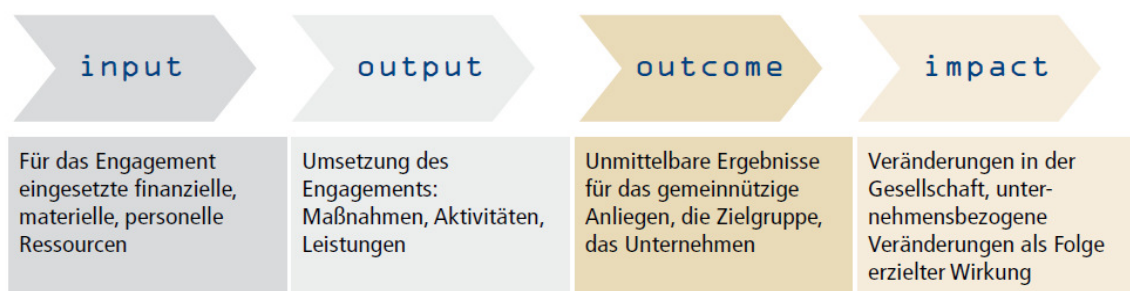 input
output
outcome
impact
Für das Engagement
eingesetzte finanzielle,
materielle, personelle
Ressourcen
Umsetzung des
Engagements:
Maßnahmen, Aktivitäten,
Leistungen
Unmittelbare Ergebnisse
für das gemeinnützige
Anliegen, die Zielgruppe,
das Unternehmen
Veränderungen in der
Gesellschaft, unter-
nehmensbezogene
Veränderungen als Folge
erzielter Wirkung